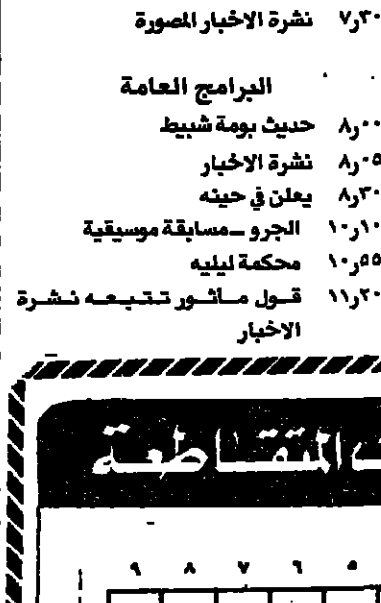 ٧٫٣٠ نشرة الاخبار المصورة
البرامج العامة
٨٫٠٠ حديث بومة شبيط
٨٫٠٥ نشرة الاخبار
٨٫٣٠ يعلن في حينه
١٠٫١٠ الجرو ــ مسابقة موسيقية
١٠٫٥٥ محكمة ليليه
١١٫٢٠ قول ماثور تتبعه نشرة
الاخبار
المتقاطعة
٥ ٦ ٧ ٨ ٩